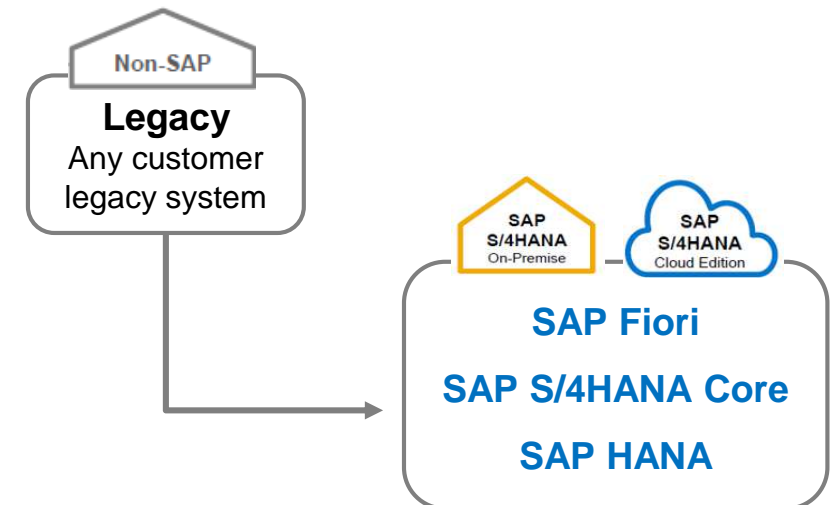 Non-SAP
Legacy
Any customer
legacy system
SAP
S/4HANA
On-Premise
SAP
S/4HANA
Cloud Edition
SAP Fiori
SAP S/4HANA Core
SAP HANA